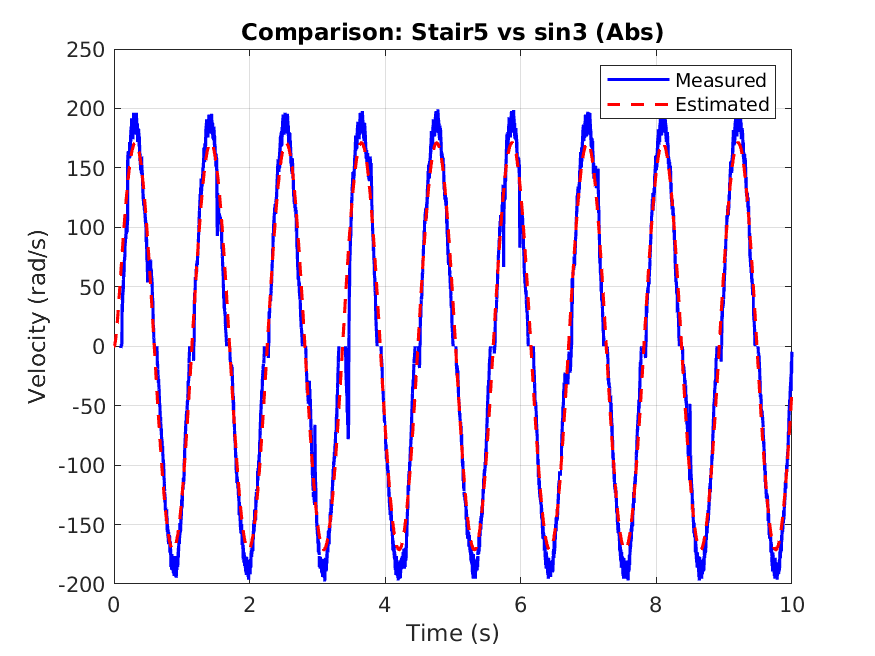 Comparison: Stair5 vs sin3 (Abs)
250
200
150
100
50
0
-50
-100
-150
-200
Velocity (rad/s)
Measured
Estimated
0 2 4 6 8 10
Time (s)